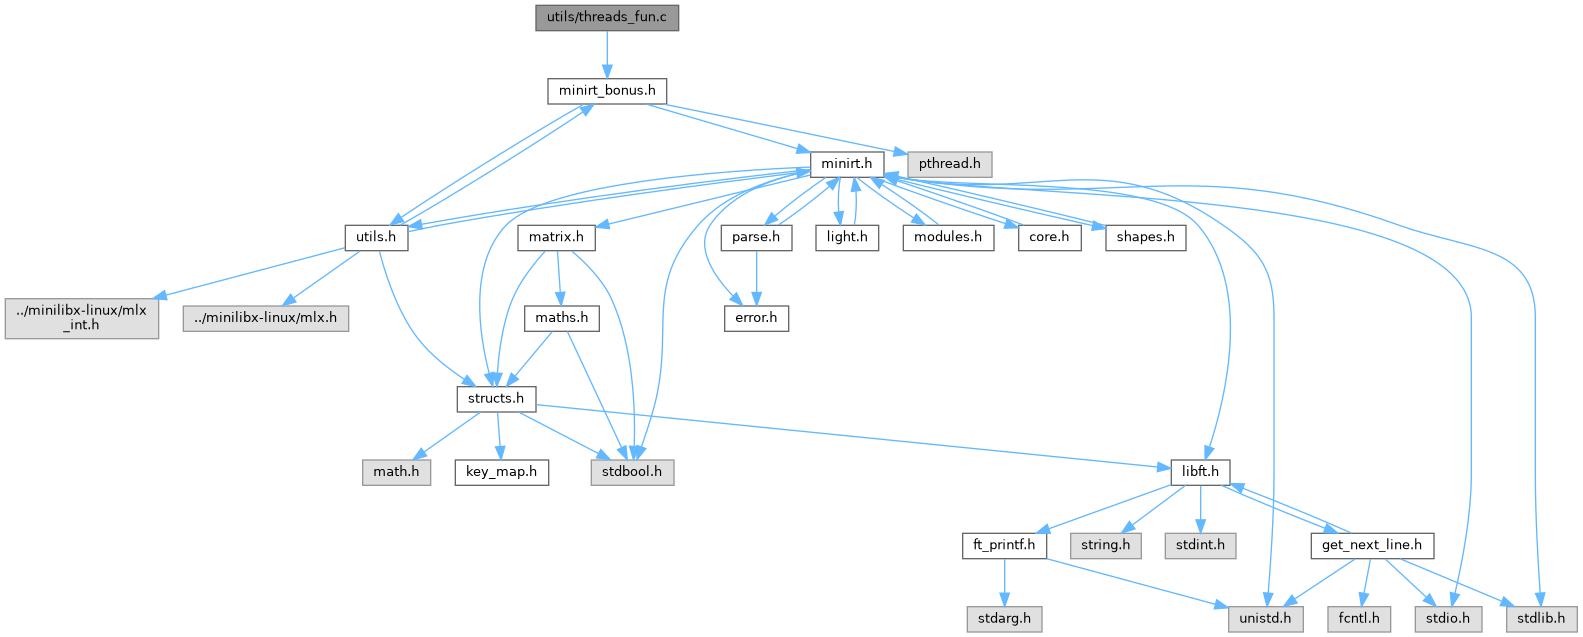 utils/threads_fun.c
minirt_bonus.h
minirt.h
pthread.h
utils.h
matrix.h
parse.h
light.h
modules.h
core.h
shapes.h
../minilibx-linux/mlx
_int.h
../minilibx-linux/mlx.h
maths.h
error.h
structs.h
math.h
key_map.h
stdbool.h
libft.h
ft_printf.h
string.h
stdint.h
get_next_line.h
stdarg.h
unistd.h
fcntl.h
stdio.h
stdlib.h